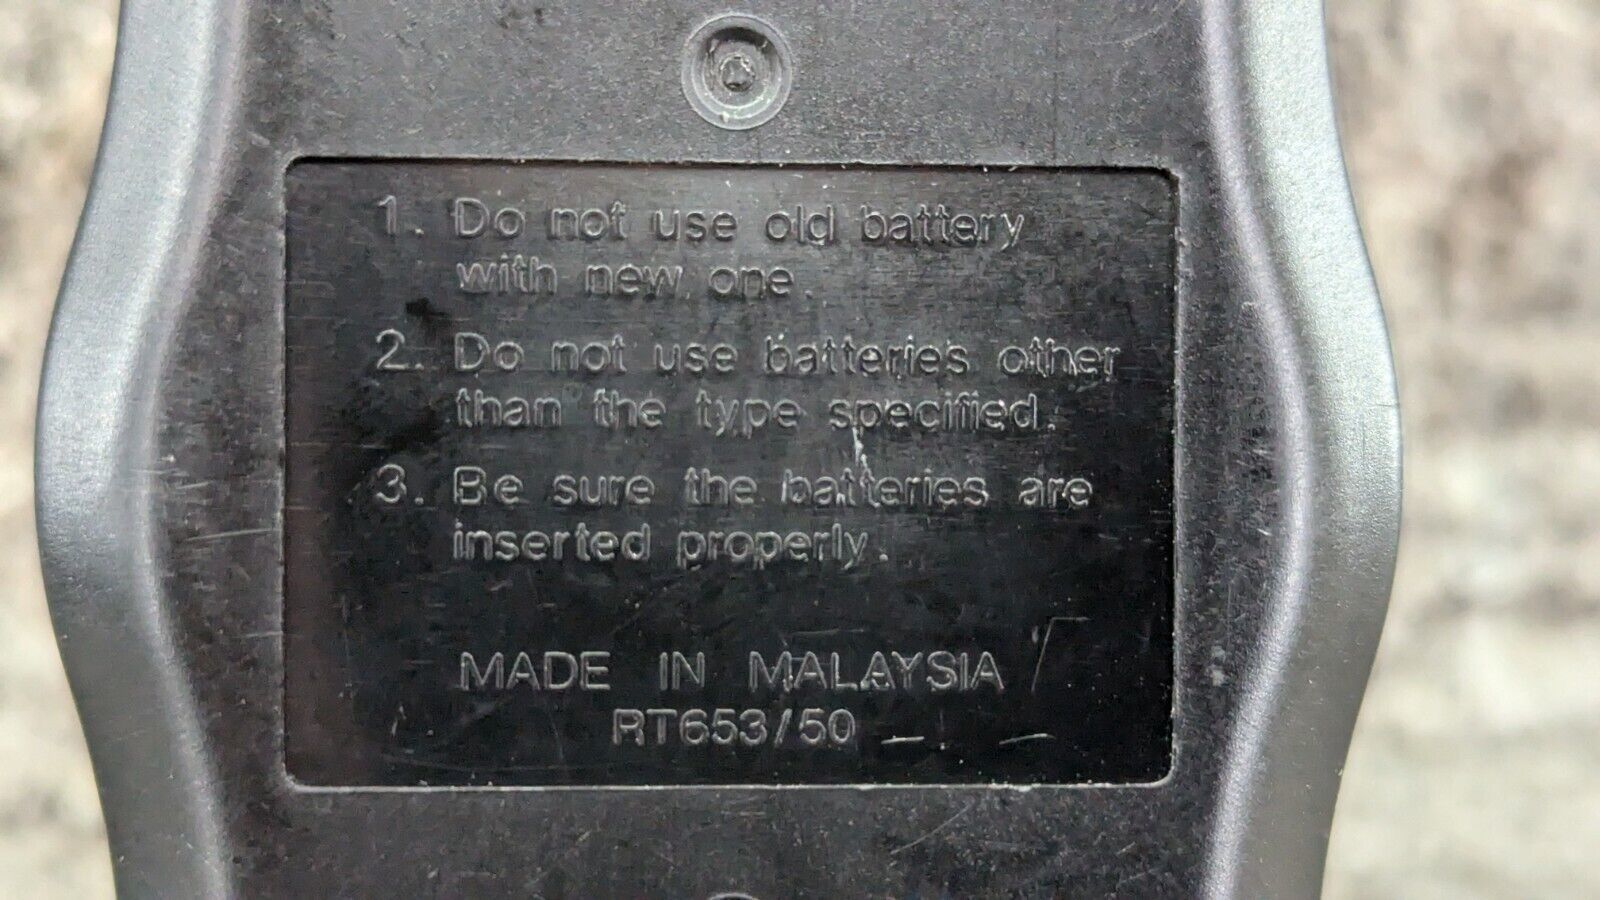 1. Do not use old battery
with new one.
2. Do not use batteries other
than the type specified.
3. Be sure the batteries are
inserted properly.
MADE IN MALAYSIA
RT653/50